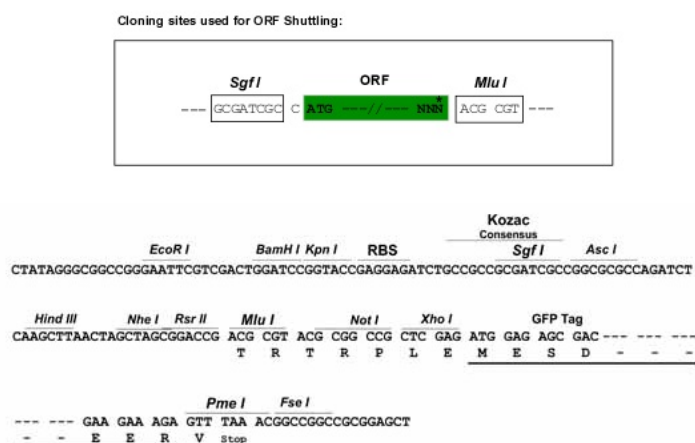 Cloning sites used for ORF Shuttling:
Sgf I ORF Mlu I
--- GCGATCGC C ATG ---//--- NNN* ACG CGT ---
Kozac
Consensus
EcoR I BamH I Kpn I RBS Sgf I Asc I
CTATAGGGCGGCCGGGAATTCGTCGACTGGATCCGGTACCGAGGAGATCTGCCGCCGCGATCGCCGGCGCGCCAGATCT
Hind III Nhe I Rsr II Mlu I Not I Xho I GFP Tag
CAAGCTTAACTAGCTAGCGGACCG ACG CGT ACG CGG CCG CTC GAG ATG GAG AGC GAC --- --- ---
T R T R P L E M E S D - - -
Pme I Fse I
--- --- GAA GAA AGA GTT TAA ACGGCCGGCCGCGGAGCT
- - E E R V Stop